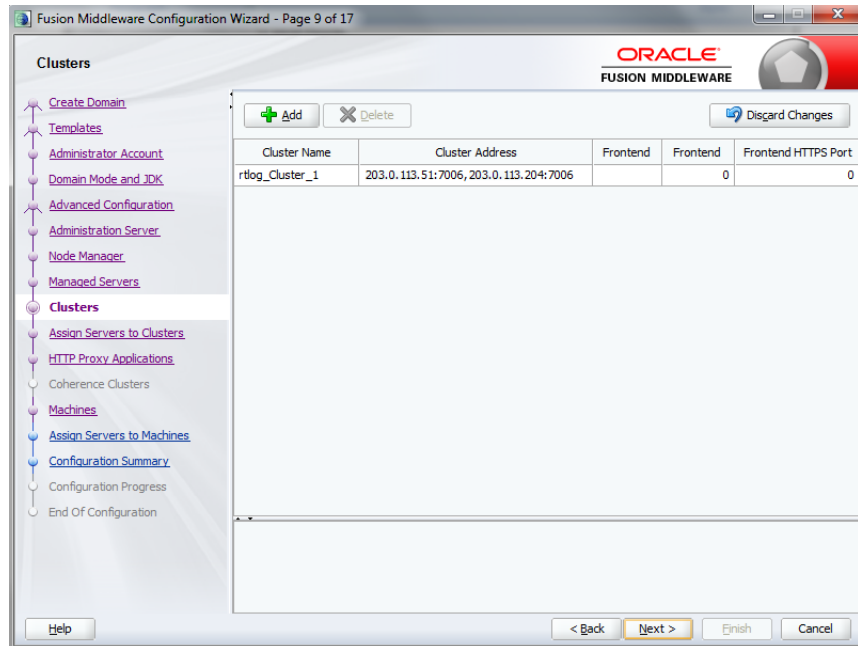 Fusion Middleware Configuration Wizard - Page 9 of 17
Clusters
ORACLE
FUSION MIDDLEWARE
Create Domain
Templates
Administrator Account
Domain Mode and JDK
Advanced Configuration
Administration Server
Node Manager
Managed Servers
Clusters
Assign Servers to Clusters
HTTP Proxy Applications
Coherence Clusters
Machines
Assign Servers to Machines
Configuration Summary
Configuration Progress
End Of Configuration
Add Delete Discard Changes
Cluster Name Cluster Address Frontend Frontend Frontend HTTPS Port
rtlog_Cluster_1 203.0.113.51:7006,203.0.113.204:7006 0 0
Help < Back Next > Finish Cancel